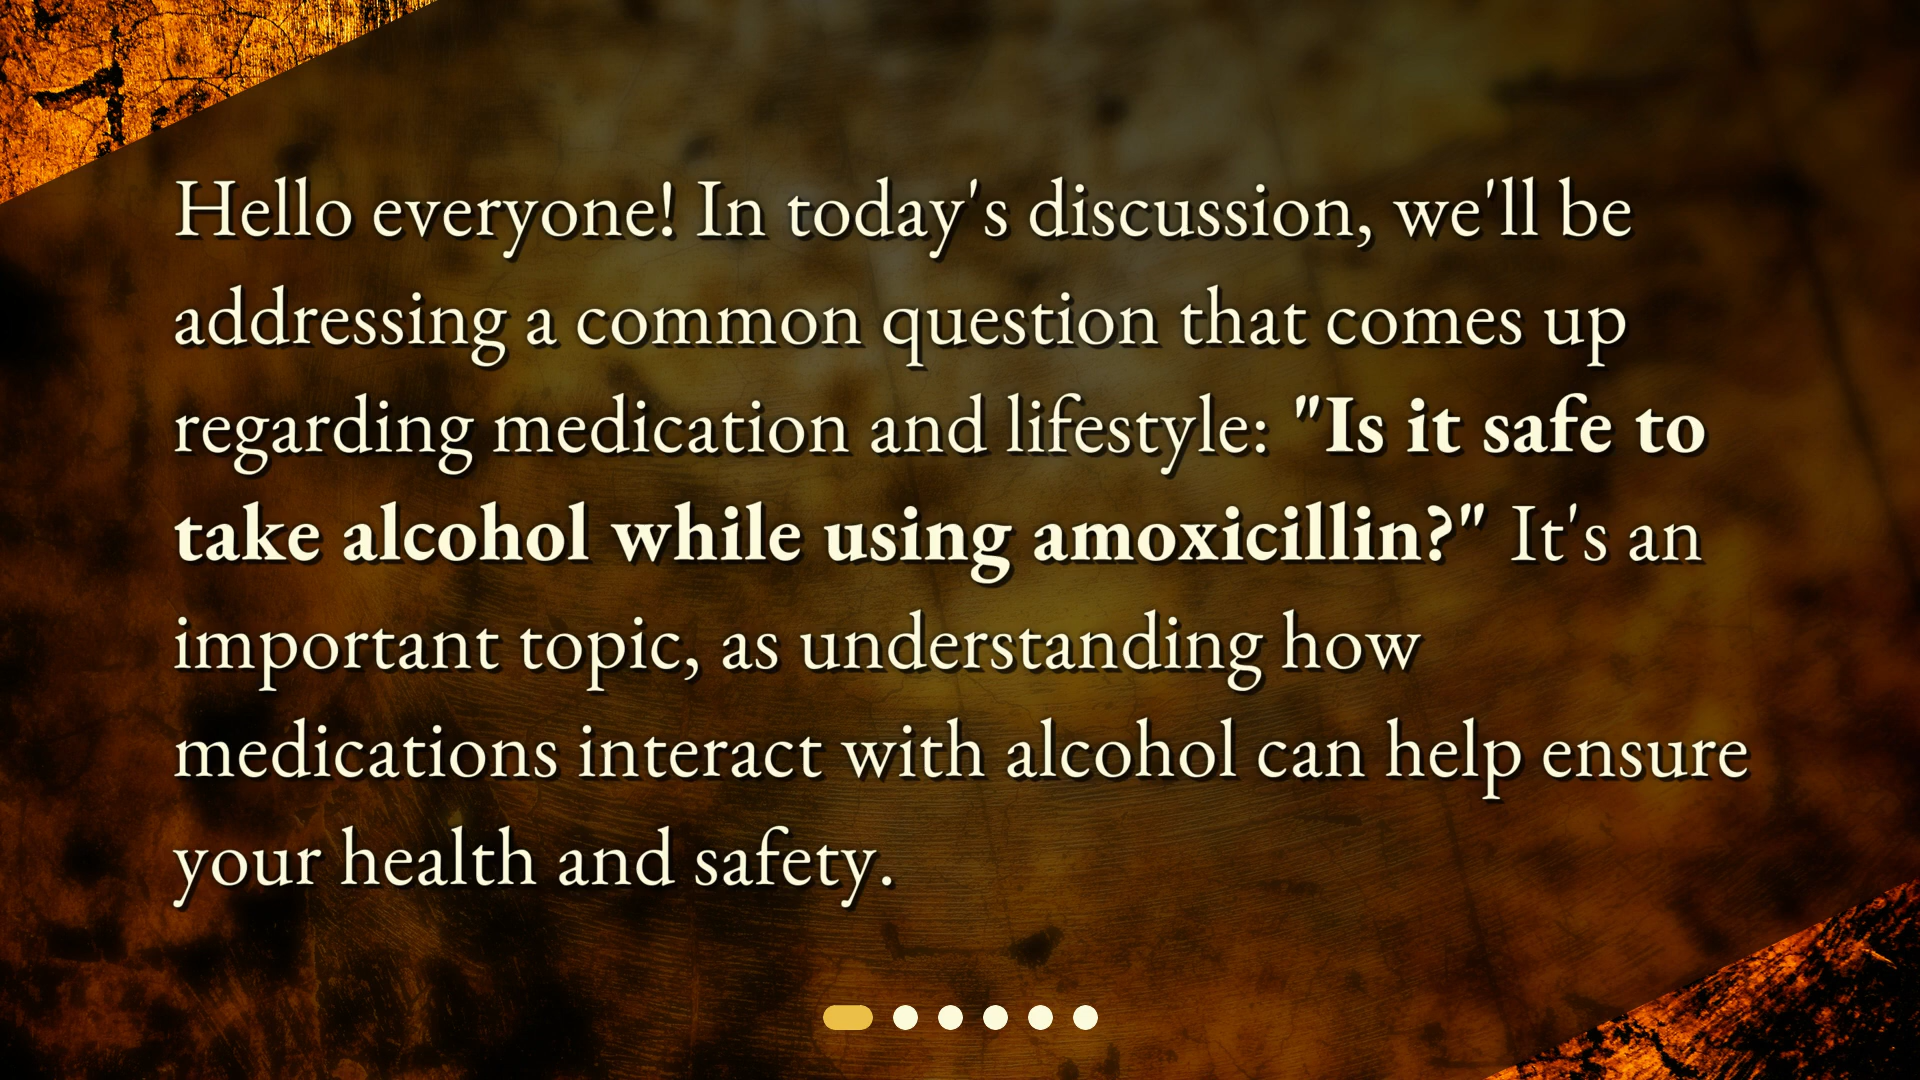 Hello everyone! In today's discussion, we'll be
addressing a common question that comes up
regarding medication and lifestyle: "Is it safe to
take alcohol while using amoxicillin?" It's an
important topic, as understanding how
medications interact with alcohol can help ensure
your health and safety.